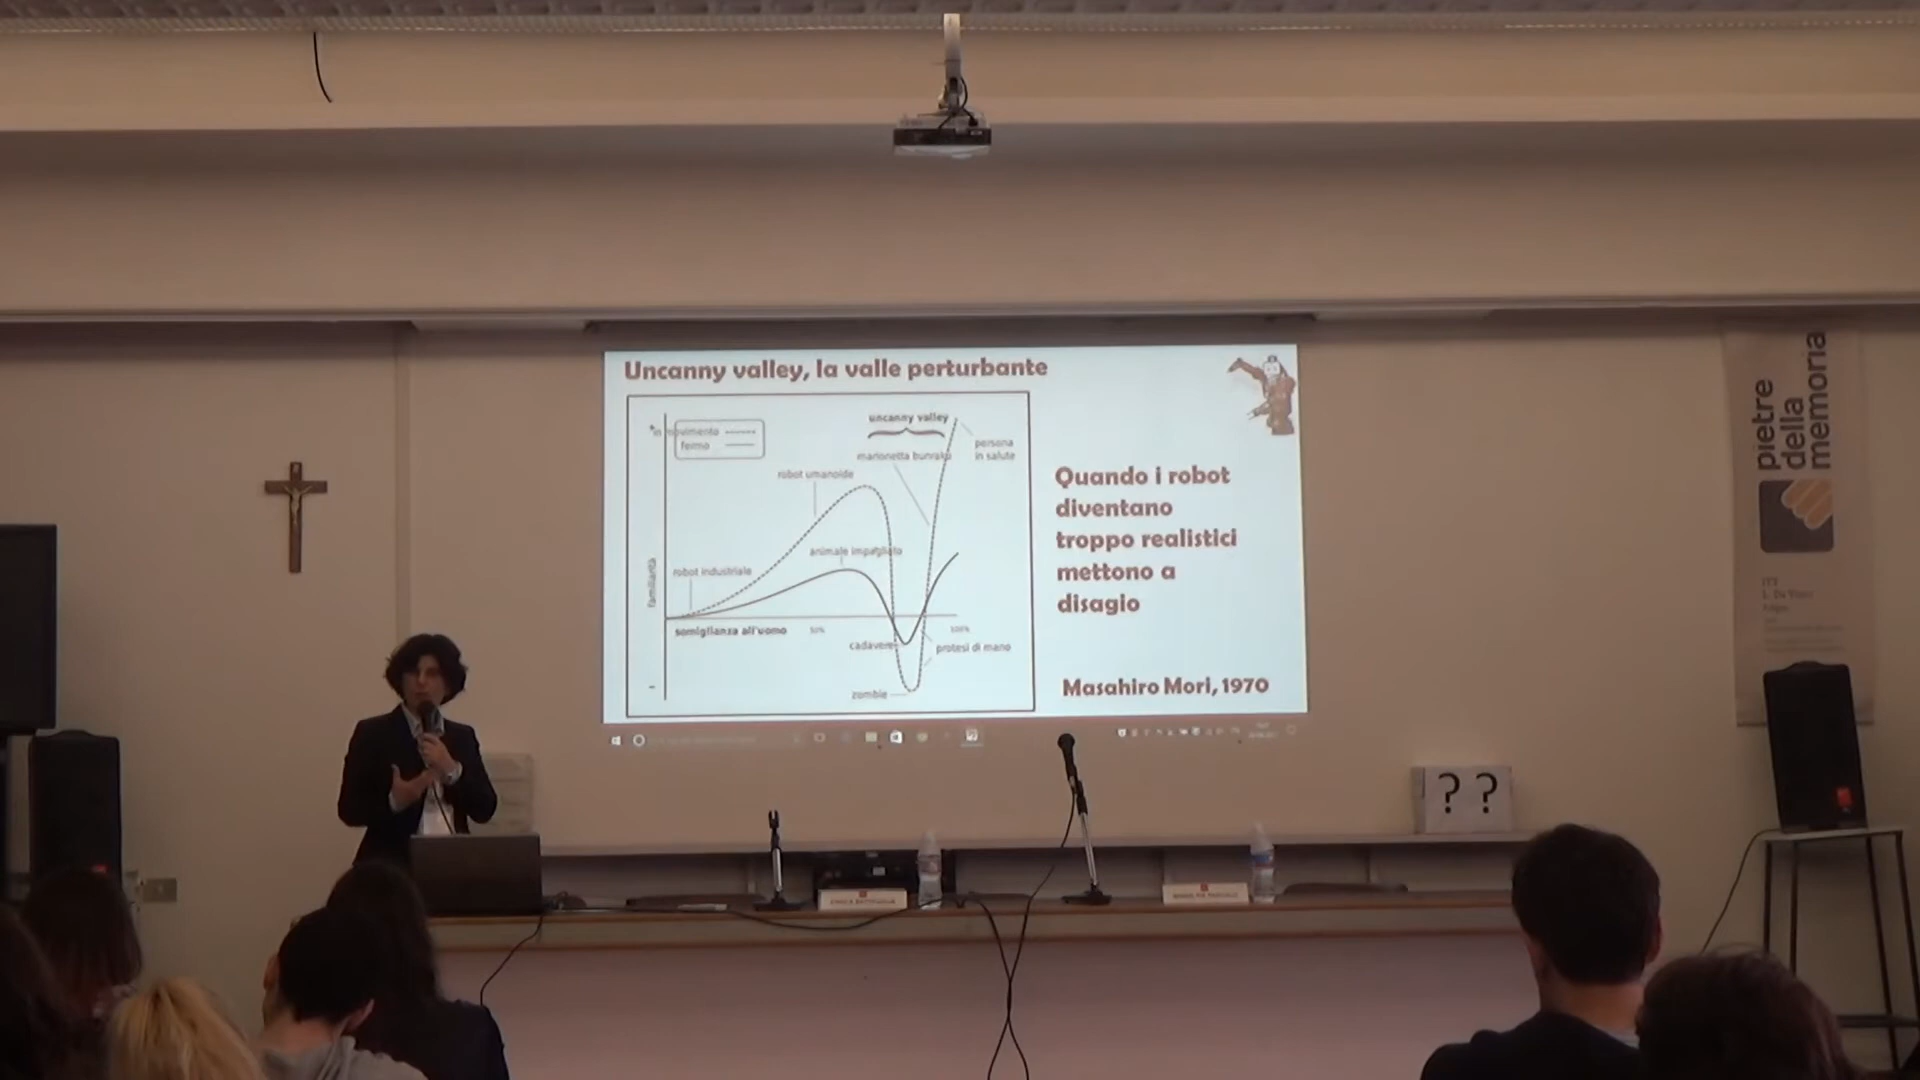 Uncanny valley, la valle perturbante
in movimento
fermo
uncanny valley
marionetta bunraku
persona
in salute
robot umanoide
animale impagliato
robot industriale
familiarità
somiglianza all'uomo
50%
100%
cadavere
protesi di mano
zombie
Quando i robot
diventano
troppo realistici
mettono a
disagio
Masahiro Mori, 1970
pietre
della
memoria
? ?